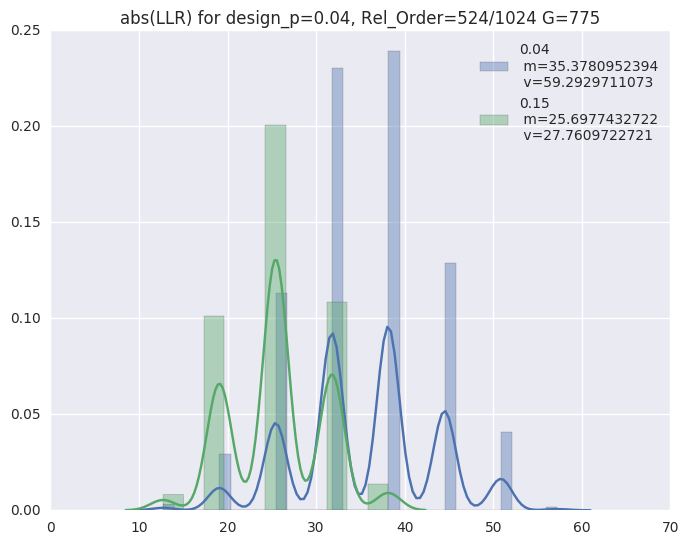 abs(LLR) for design_p=0.04, Rel_Order=524/1024 G=775
0.25
0.20
0.15
0.10
0.05
0.00
0 10 20 30 40 50 60 70
0.04
m=35.3780952394
v=59.2929711073
0.15
m=25.6977432722
v=27.7609722721